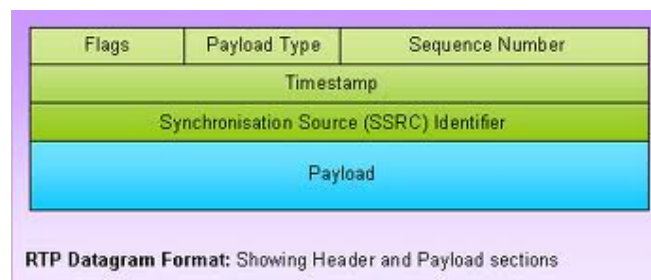 Flags Payload Type Sequence Number
Timestamp
Synchronisation Source (SSRC) Identifier
Payload
RTP Datagram Format: Showing Header and Payload sections